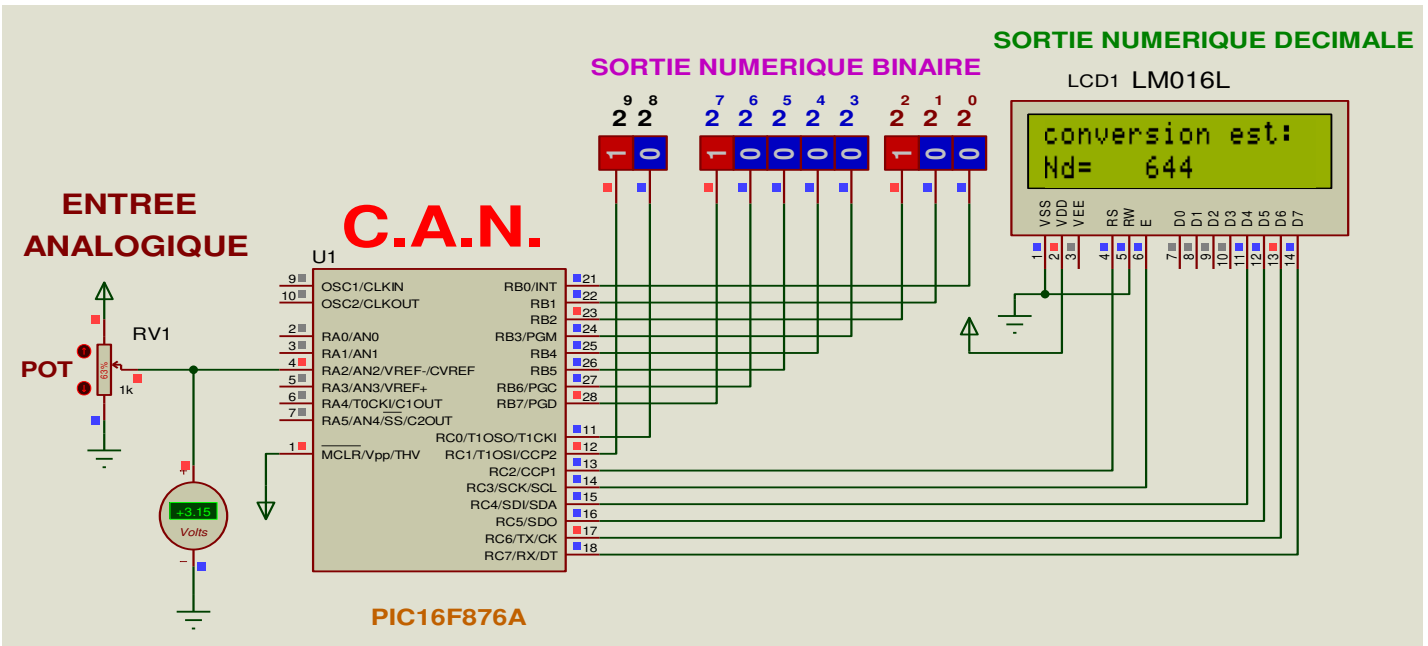 SORTIE NUMERIQUE DECIMALE
SORTIE NUMERIQUE BINAIRE
LCD1 LM016L
9 8 7 6 5 4 3 2 1 0
2 2 2 2 2 2 2 2 2 2
1 0 1 0 0 0 0 1 0 0
conversion est:
Nd= 644
VSS VDD VEE RS RW E D0 D1 D2 D3 D4 D5 D6 D7
1 2 3 4 5 6 7 8 9 10 11 12 13 14
ENTREE
ANALOGIQUE
C.A.N.
U1
9 OSC1/CLKIN RB0/INT 21
10 OSC2/CLKOUT RB1 22
RB2 23
2 RA0/AN0 RB3/PGM 24
3 RA1/AN1 RB4 25
4 RA2/AN2/VREF-/CVREF RB5 26
5 RA3/AN3/VREF+ RB6/PGC 27
6 RA4/T0CKI/C1OUT RB7/PGD 28
7 RA5/AN4/SS/C2OUT
RC0/T1OSO/T1CKI 11
1 MCLR/Vpp/THV RC1/T1OSI/CCP2 12
RC2/CCP1 13
RC3/SCK/SCL 14
RC4/SDI/SDA 15
RC5/SDO 16
RC6/TX/CK 17
RC7/RX/DT 18
RV1
POT
63%
1k
+3.15
Volts
PIC16F876A